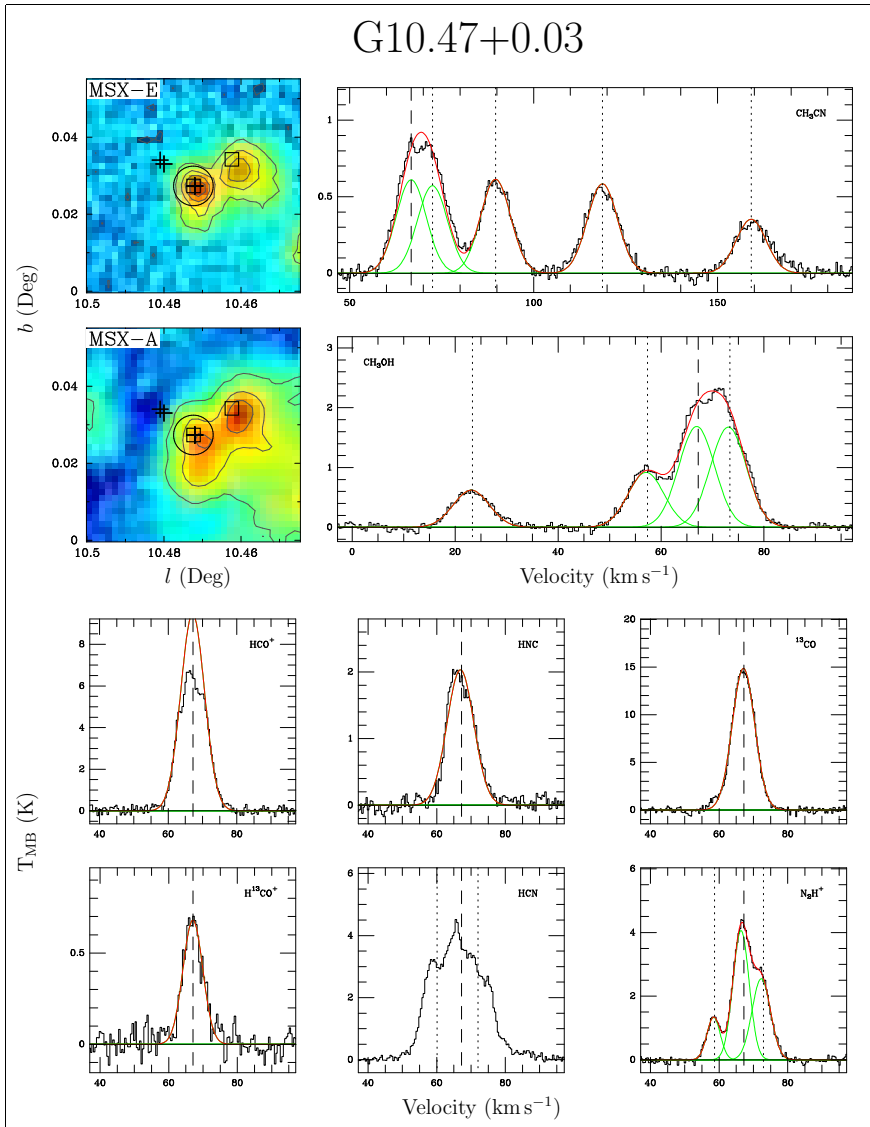 G10.47+0.03
MSX-E
0.04
0.02
0
10.5 10.48 10.46
CH₃CN
1
0.5
0
50 100 150
b (Deg)
MSX-A
0.04
0.02
0
10.5 10.48 10.46
l (Deg)
CH₃OH
3
2
1
0
0 20 40 60 80
Velocity (km s⁻¹)
HCO⁺
8
6
4
2
0
40 60 80
HNC
2
1
0
40 60 80
¹³CO
20
15
10
5
0
40 60 80
T_MB (K)
H¹³CO⁺
0.5
0
40 60 80
HCN
6
4
2
0
40 60 80
N₂H⁺
6
4
2
0
40 60 80
Velocity (km s⁻¹)